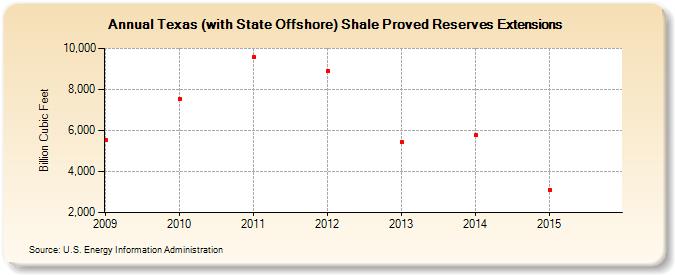 Annual Texas (with State Offshore) Shale Proved Reserves Extensions
Billion Cubic Feet
10,000
8,000
6,000
4,000
2,000
2009 2010 2011 2012 2013 2014 2015
Source: U.S. Energy Information Administration